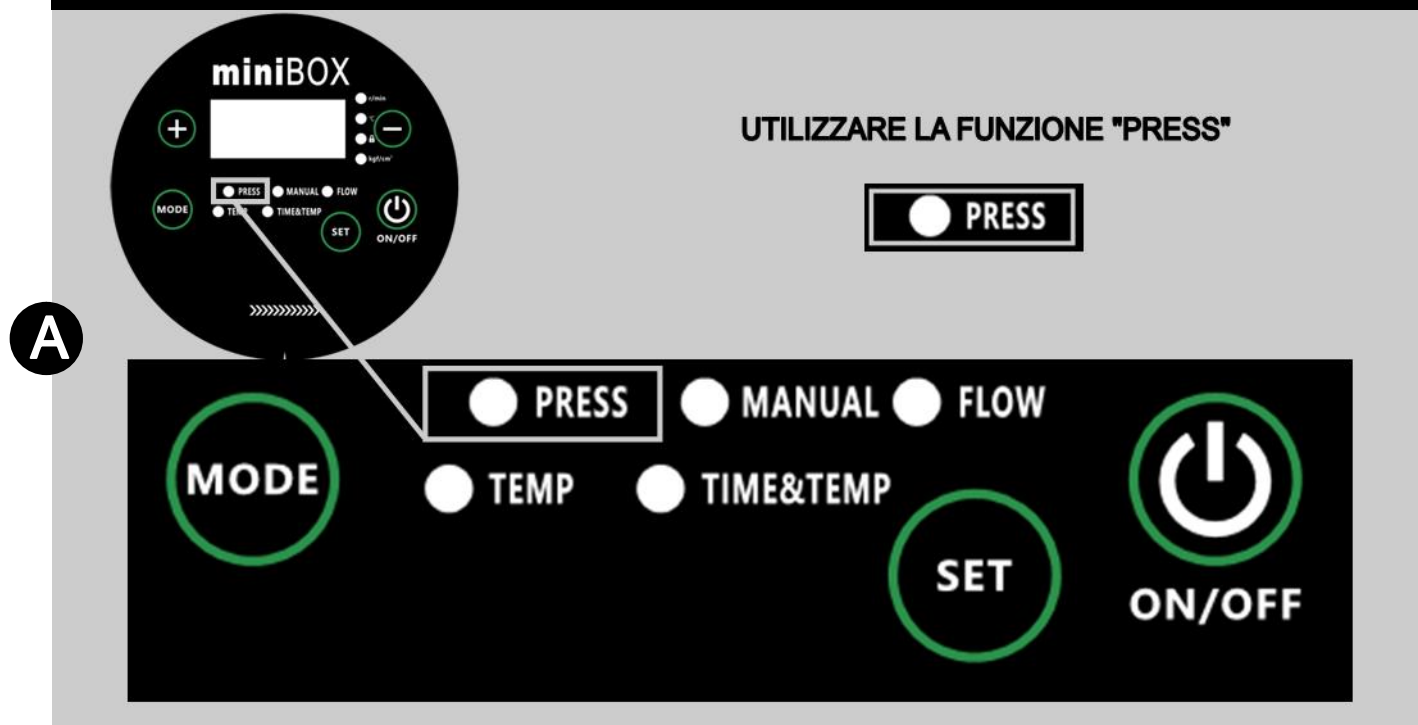 miniBOX
r/min
+
℃
−
kgf/cm²
PRESS MANUAL FLOW
MODE
TEMP TIME&TEMP
SET
ON/OFF
UTILIZZARE LA FUNZIONE "PRESS"
PRESS
A
PRESS MANUAL FLOW
MODE
TEMP TIME&TEMP
SET
ON/OFF